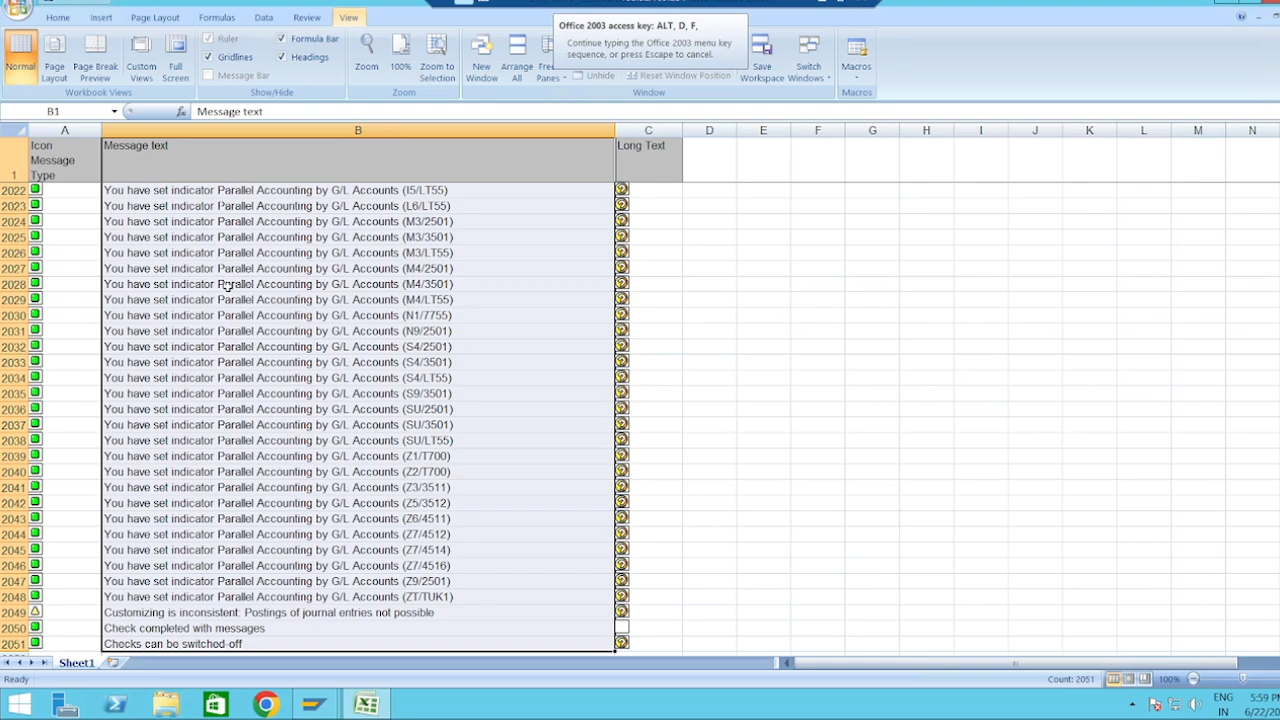 Home Insert Page Layout Formulas Data Review View
Office 2003 access key: ALT, D, F,
Continue typing the Office 2003 menu key
sequence, or press Escape to cancel.
Ruler Formula Bar
Gridlines Headings
Message Bar
Normal Page Layout Page Break Preview Custom Views Full Screen
Zoom 100% Zoom to Selection
New Window Arrange All Panes Unhide Reset Window Position
Save Workspace Switch Windows Macros
Workbook Views Show/Hide Zoom Window Macros
B1 fx Message text
A B C D E F G H I J K L M N
1 Icon Message Type Message text Long Text
2022 You have set indicator Parallel Accounting by G/L Accounts (I5/LT55)
2023 You have set indicator Parallel Accounting by G/L Accounts (L6/LT55)
2024 You have set indicator Parallel Accounting by G/L Accounts (M3/2501)
2025 You have set indicator Parallel Accounting by G/L Accounts (M3/3501)
2026 You have set indicator Parallel Accounting by G/L Accounts (M3/LT55)
2027 You have set indicator Parallel Accounting by G/L Accounts (M4/2501)
2028 You have set indicator Parallel Accounting by G/L Accounts (M4/3501)
2029 You have set indicator Parallel Accounting by G/L Accounts (M4/LT55)
2030 You have set indicator Parallel Accounting by G/L Accounts (N1/7755)
2031 You have set indicator Parallel Accounting by G/L Accounts (N9/2501)
2032 You have set indicator Parallel Accounting by G/L Accounts (S4/2501)
2033 You have set indicator Parallel Accounting by G/L Accounts (S4/3501)
2034 You have set indicator Parallel Accounting by G/L Accounts (S4/LT55)
2035 You have set indicator Parallel Accounting by G/L Accounts (S9/3501)
2036 You have set indicator Parallel Accounting by G/L Accounts (SU/2501)
2037 You have set indicator Parallel Accounting by G/L Accounts (SU/3501)
2038 You have set indicator Parallel Accounting by G/L Accounts (SU/LT55)
2039 You have set indicator Parallel Accounting by G/L Accounts (Z1/T700)
2040 You have set indicator Parallel Accounting by G/L Accounts (Z2/T700)
2041 You have set indicator Parallel Accounting by G/L Accounts (Z3/3511)
2042 You have set indicator Parallel Accounting by G/L Accounts (Z5/3512)
2043 You have set indicator Parallel Accounting by G/L Accounts (Z6/4511)
2044 You have set indicator Parallel Accounting by G/L Accounts (Z7/4512)
2045 You have set indicator Parallel Accounting by G/L Accounts (Z7/4514)
2046 You have set indicator Parallel Accounting by G/L Accounts (Z7/4516)
2047 You have set indicator Parallel Accounting by G/L Accounts (Z9/2501)
2048 You have set indicator Parallel Accounting by G/L Accounts (ZT/TUK1)
2049 Customizing is inconsistent: Postings of journal entries not possible
2050 Check completed with messages
2051 Checks can be switched-off
Sheet1
Ready Count: 2051 100%
ENG 5:59 PM
IN